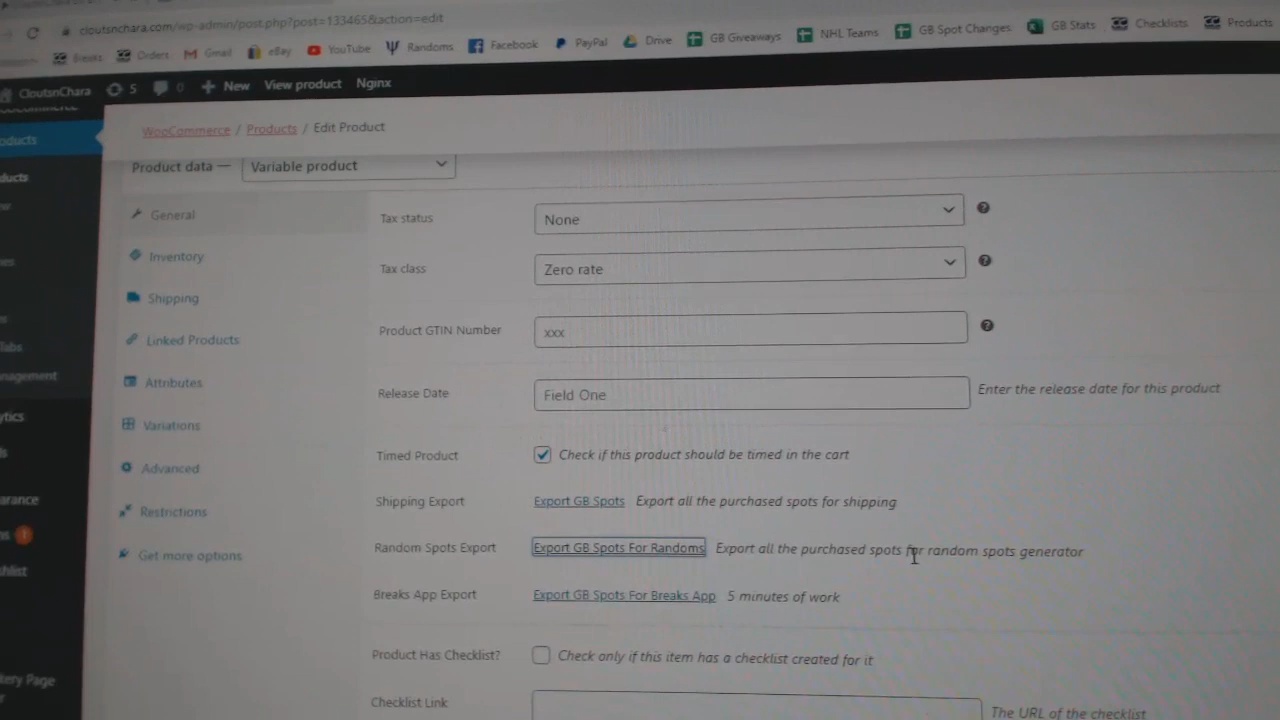 cloutsnchara.com/wp-admin/post.php?post=133465&action=edit
Breaks Orders Gmail eBay YouTube Randoms Facebook PayPal Drive GB Giveaways NHL Teams GB Spot Changes GB Stats Checklists Products
CloutsnChara 5 0 New View product Nginx
WooCommerce / Products / Edit Product
Product data — Variable product
General
Inventory
Shipping
Linked Products
Attributes
Variations
Advanced
Restrictions
Get more options
Tax status None
Tax class Zero rate
Product GTIN Number xxx
Release Date Field One Enter the release date for this product
Timed Product Check if this product should be timed in the cart
Shipping Export Export GB Spots Export all the purchased spots for shipping
Random Spots Export Export GB Spots For Randoms Export all the purchased spots for random spots generator
Breaks App Export Export GB Spots For Breaks App 5 minutes of work
Product Has Checklist? Check only if this item has a checklist created for it
Checklist Link The URL of the checklist